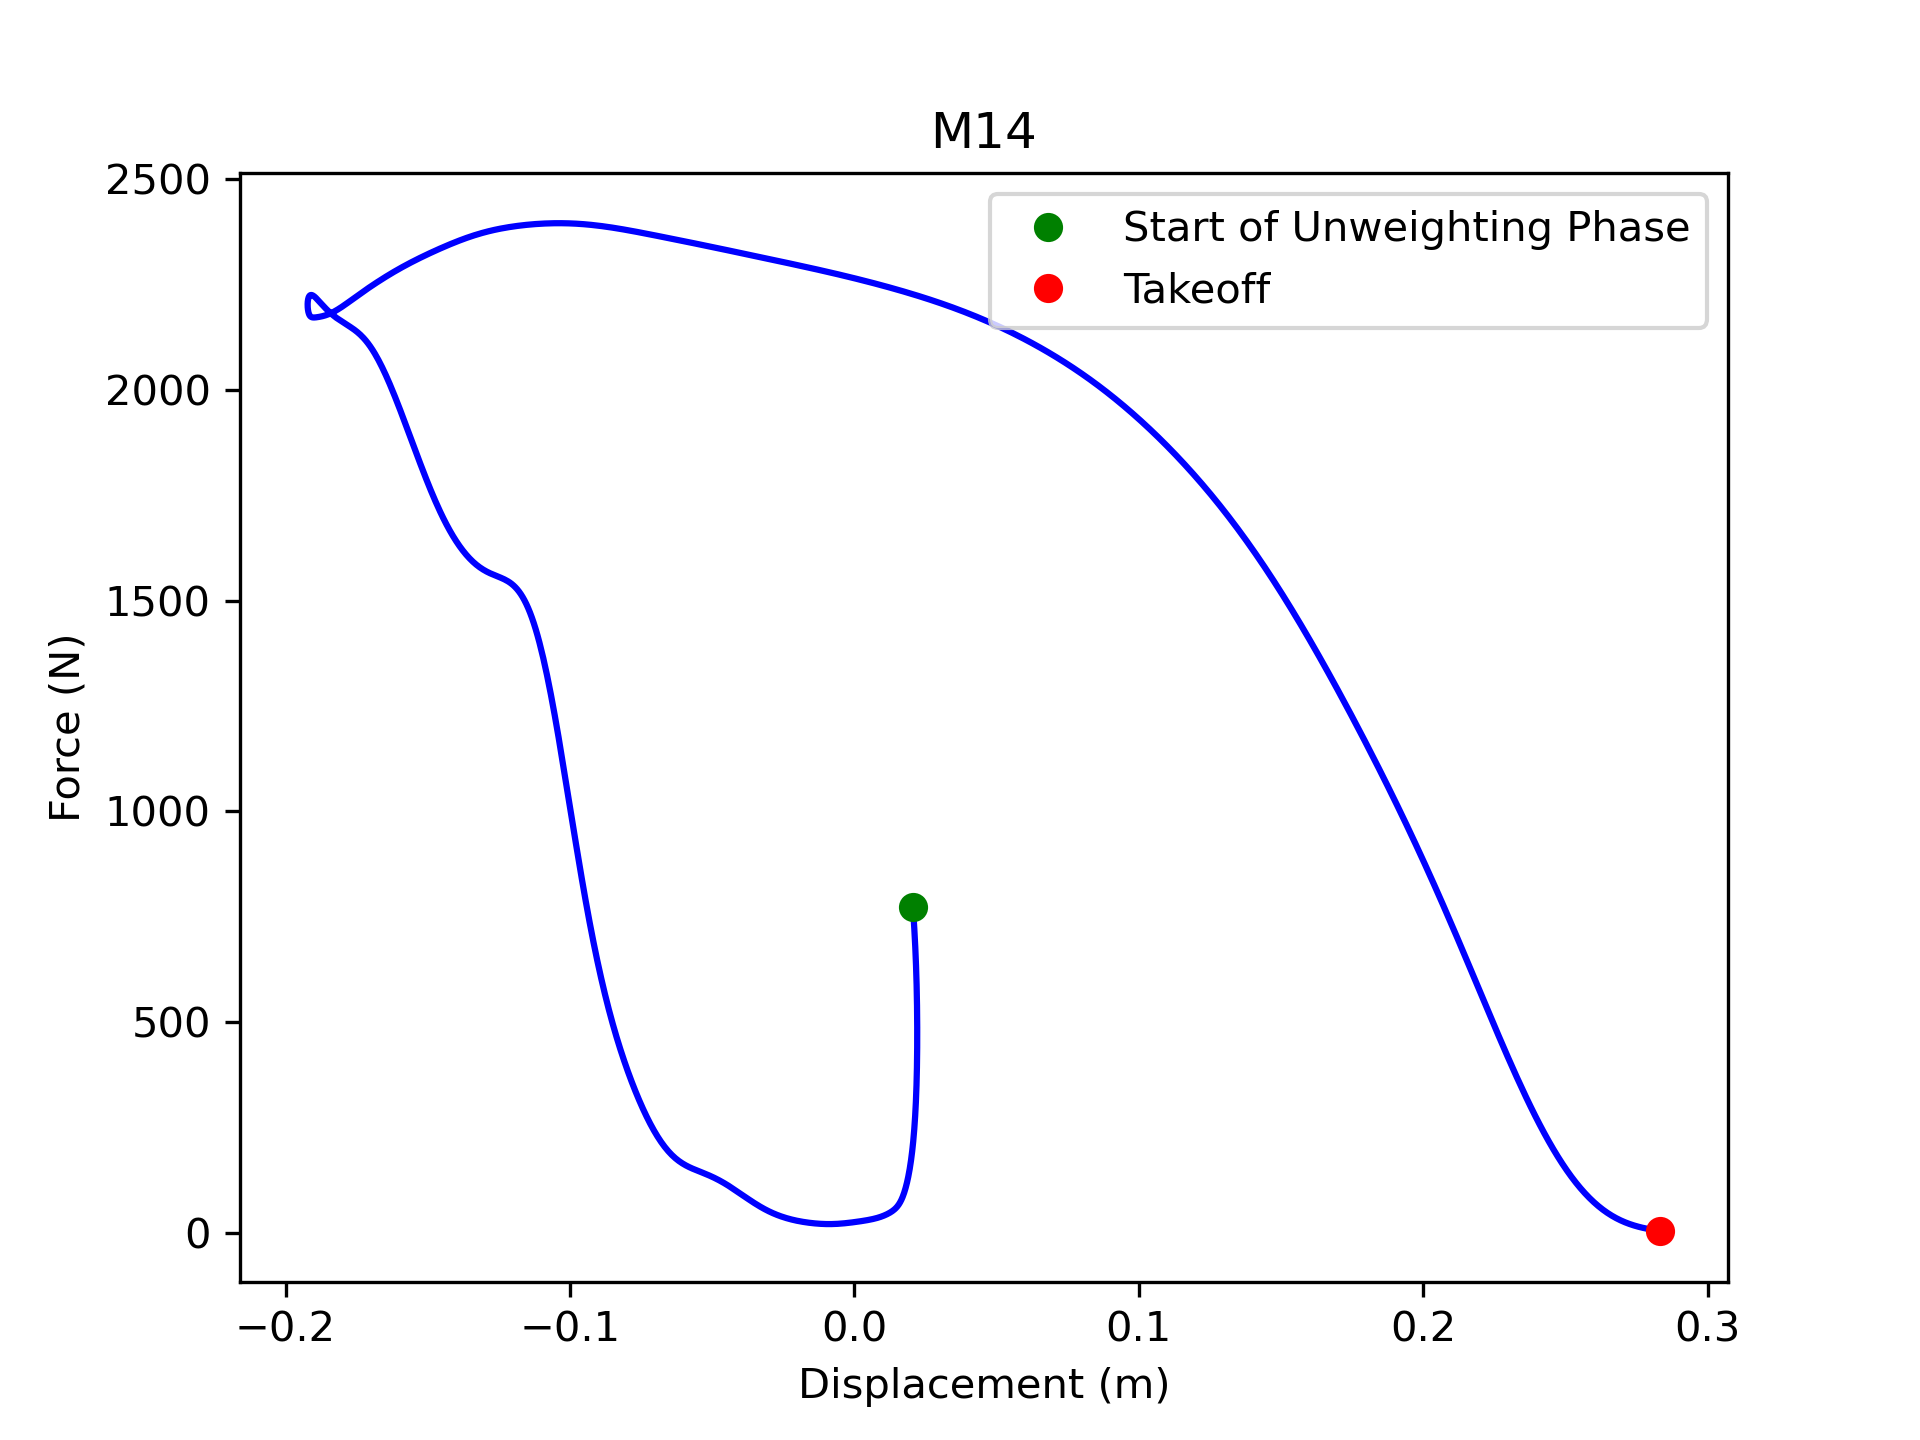 M14
Start of Unweighting Phase
Takeoff
2500
2000
1500
1000
500
0
Force (N)
−0.2
−0.1
0.0
0.1
0.2
0.3
Displacement (m)